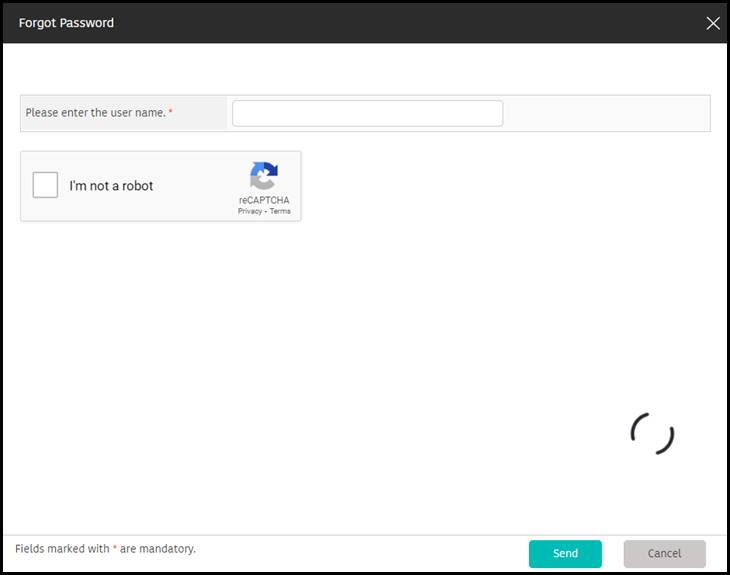 Forgot Password
Please enter the user name. *
I'm not a robot
reCAPTCHA
Privacy - Terms
Fields marked with * are mandatory.
Send
Cancel